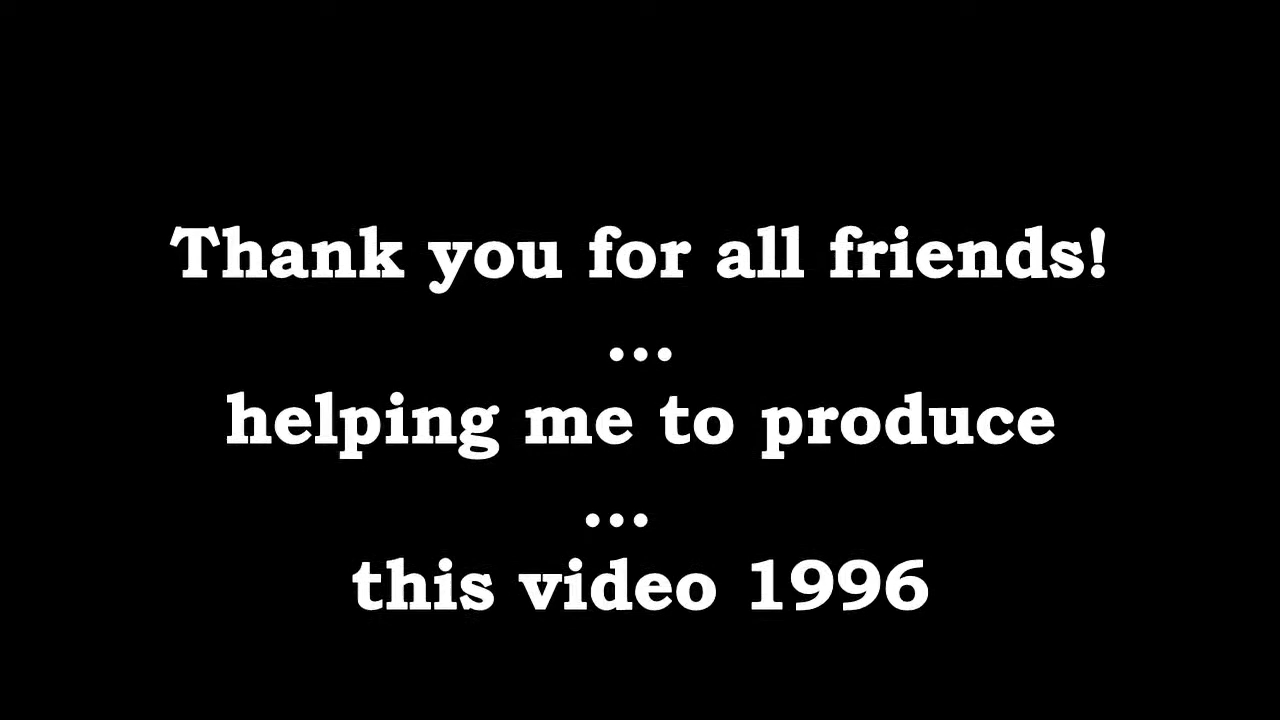 Thank you for all friends!
...
helping me to produce
...
this video 1996